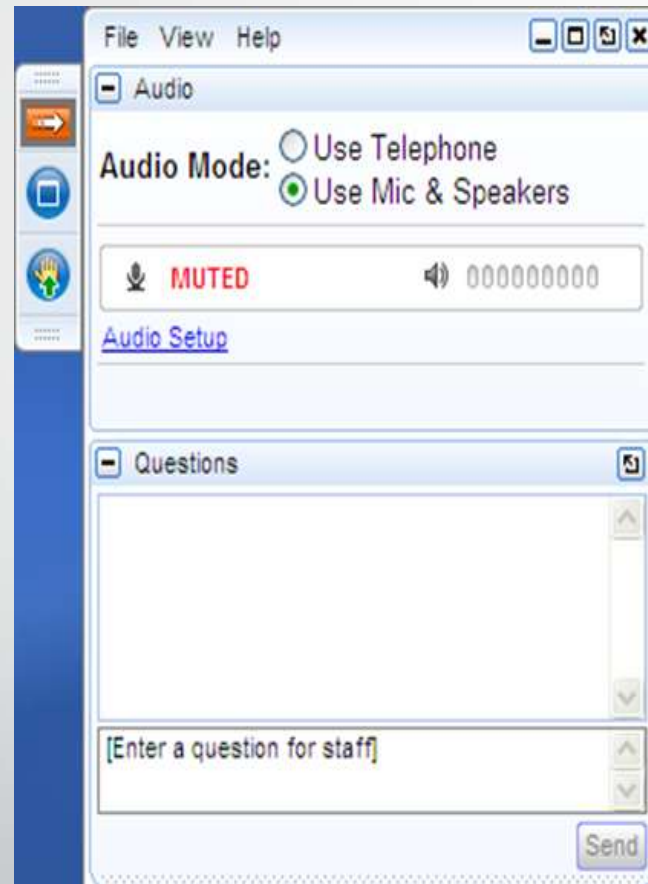 File View Help
Audio
Audio Mode: Use Telephone
Use Mic & Speakers
MUTED 000000000
Audio Setup
Questions
[Enter a question for staff]
Send